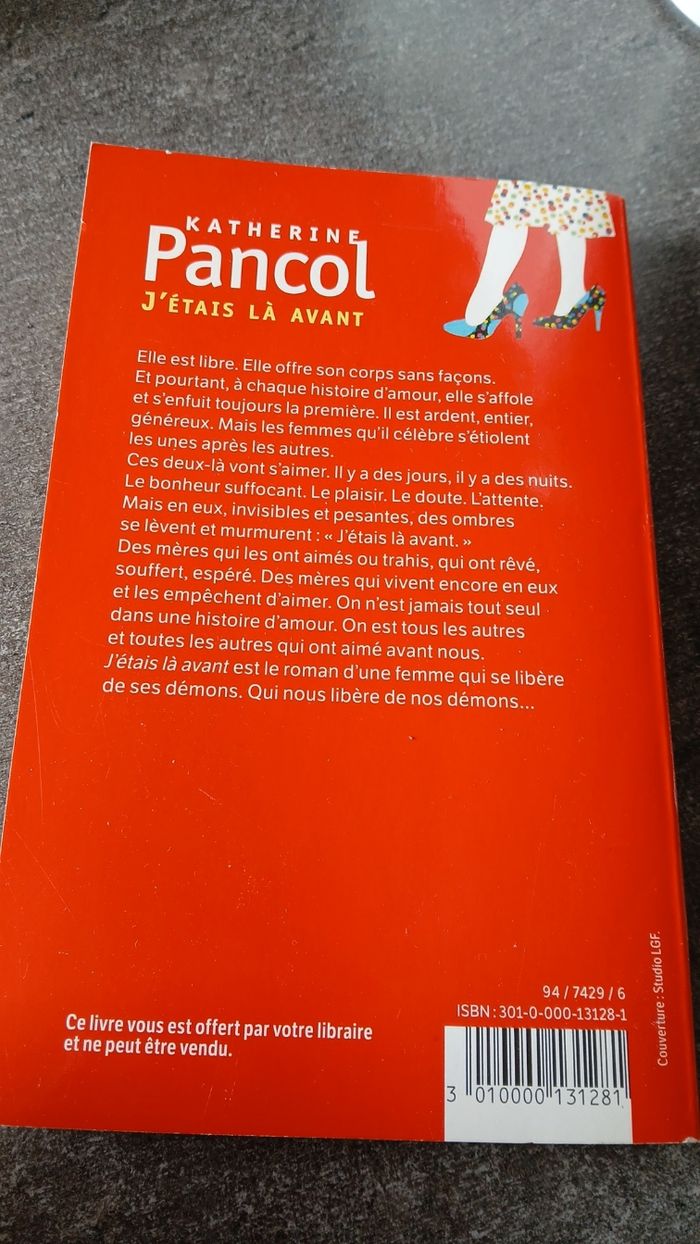 KATHERINE
Pancol
J'ÉTAIS LÀ AVANT
Elle est libre. Elle offre son corps sans façons.
Et pourtant, à chaque histoire d'amour, elle s'affole
et s'enfuit toujours la première. Il est ardent, entier,
généreux. Mais les femmes qu'il célèbre s'étiolent
les unes après les autres.
Ces deux-là vont s'aimer. Il y a des jours, il y a des nuits.
Le bonheur suffocant. Le plaisir. Le doute. L'attente.
Mais en eux, invisibles et pesantes, des ombres
se lèvent et murmurent : « J'étais là avant. »
Des mères qui les ont aimés ou trahis, qui ont rêvé,
souffert, espéré. Des mères qui vivent encore en eux
et les empêchent d'aimer. On n'est jamais tout seul
dans une histoire d'amour. On est tous les autres
et toutes les autres qui ont aimé avant nous.
J'étais là avant est le roman d'une femme qui se libère
de ses démons. Qui nous libère de nos démons...
Ce livre vous est offert par votre libraire
et ne peut être vendu.
94 / 7429 / 6
ISBN : 301-0-000-13128-1
3 010000 131281
Couverture : Studio LGF.